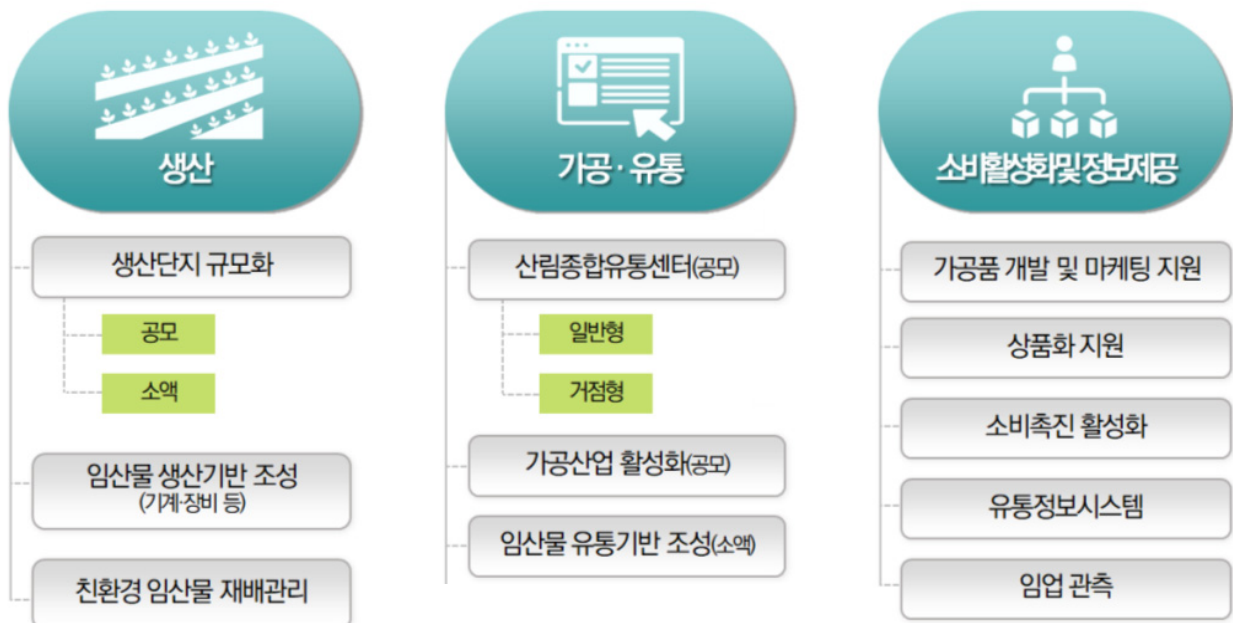 생산
생산단지 규모화
공모
소액
임산물 생산기반 조성
(기계·장비 등)
친환경 임산물 재배관리
가공·유통
산림종합유통센터(공모)
일반형
거점형
가공산업 활성화(공모)
임산물 유통기반 조성(소액)
소비활성화 및 정보제공
가공품 개발 및 마케팅 지원
상품화 지원
소비촉진 활성화
유통정보시스템
임업 관측